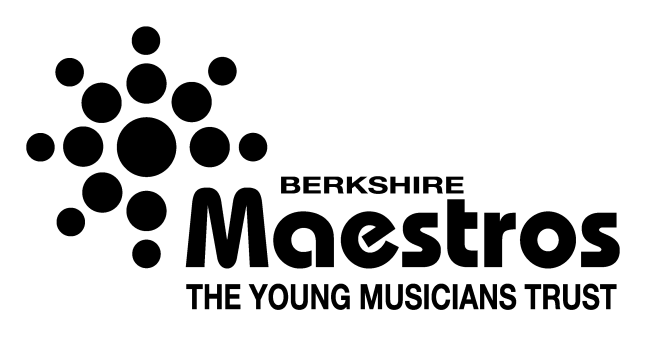 BERKSHIRE
Maestros
THE YOUNG MUSICIANS TRUST